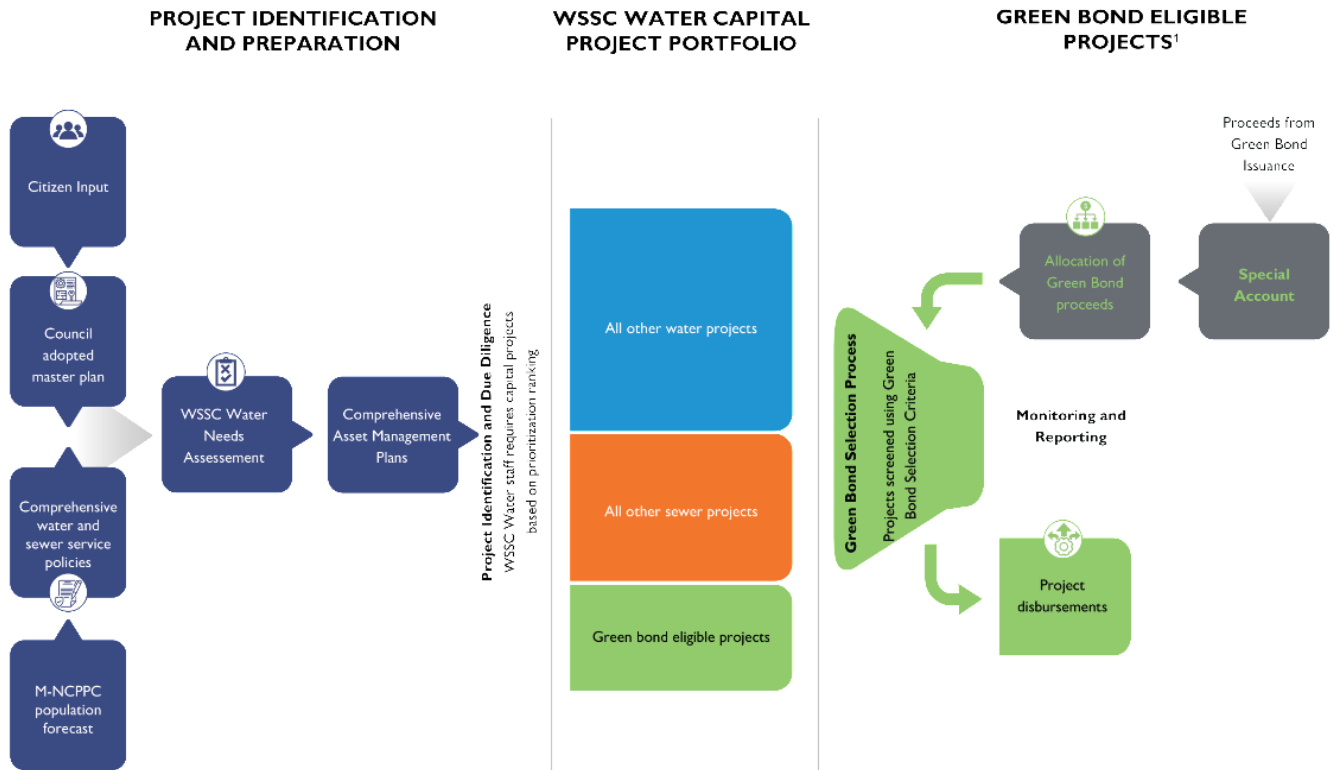 PROJECT IDENTIFICATION
AND PREPARATION
WSSC WATER CAPITAL
PROJECT PORTFOLIO
GREEN BOND ELIGIBLE
PROJECTS¹
Citizen Input
Council
adopted
master plan
Comprehensive
water and
sewer service
policies
M-NCPPC
population
forecast
WSSC Water
Needs
Assessement
Comprehensive
Asset Management
Plans
Project Identification and Due Diligence
WSSC Water staff requires capital projects
based on prioritization ranking
All other water projects
All other sewer projects
Green bond eligible projects
Green Bond Selection Process
Projects screened using Green
Bond Selection Criteria
Proceeds from
Green Bond
Issuance
Allocation of
Green Bond
proceeds
Special
Account
Monitoring and
Reporting
Project
disbursements